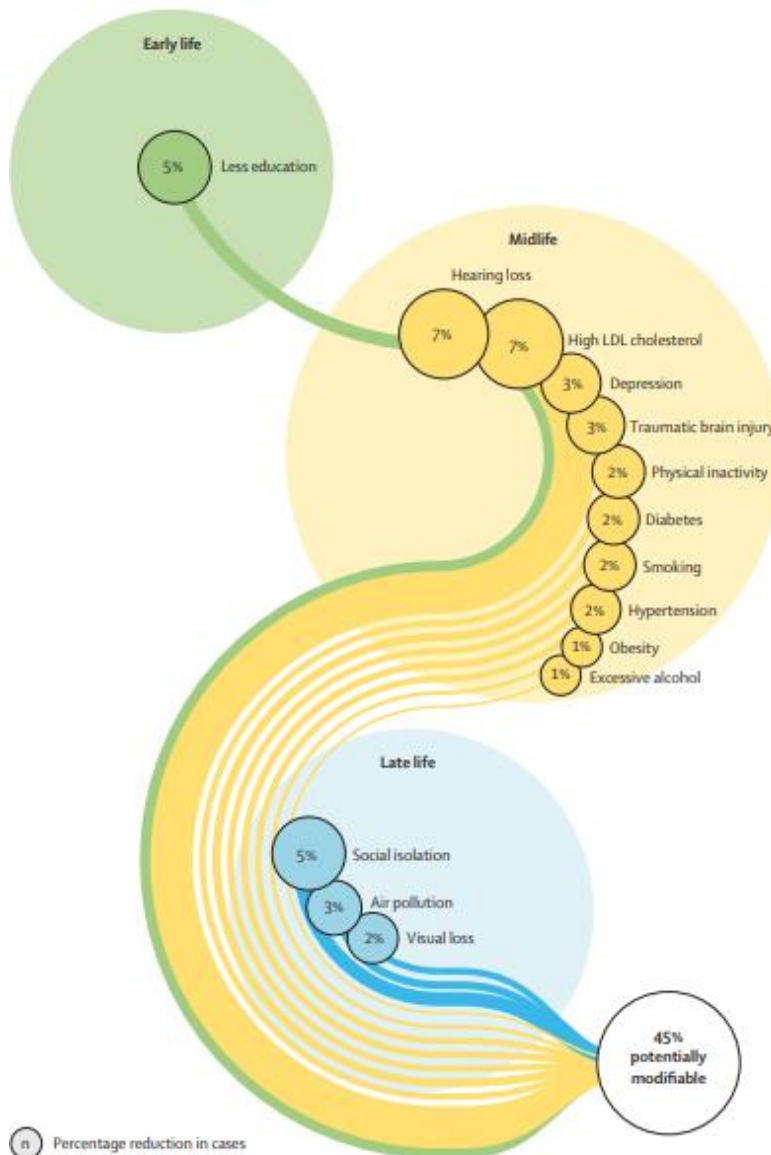 Early life
5%
Less education
Midlife
Hearing loss
7%
7%
High LDL cholesterol
3%
Depression
3%
Traumatic brain injury
2%
Physical inactivity
2%
Diabetes
2%
Smoking
2%
Hypertension
1%
Obesity
1%
Excessive alcohol
Late life
5%
Social isolation
3%
Air pollution
2%
Visual loss
45%
potentially
modifiable
n
Percentage reduction in cases